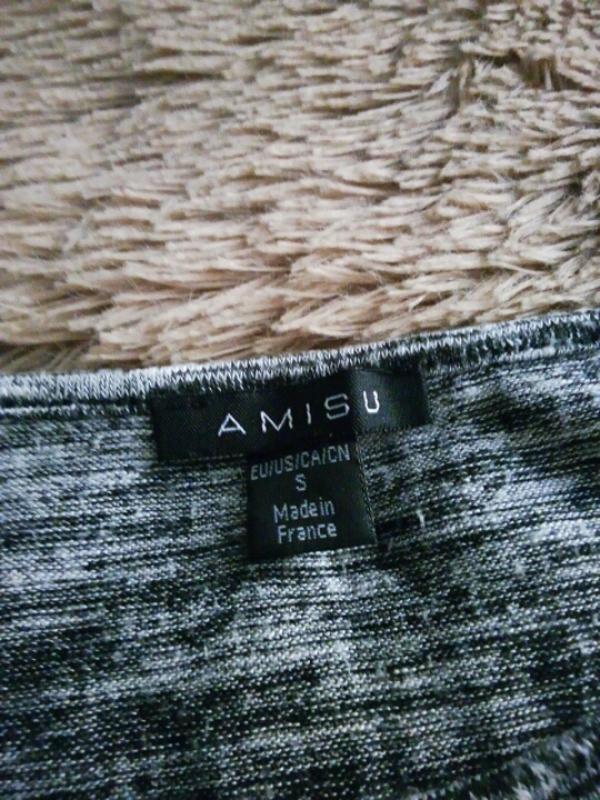 AMISU
EU/US/CA/CN
S
Made in
France